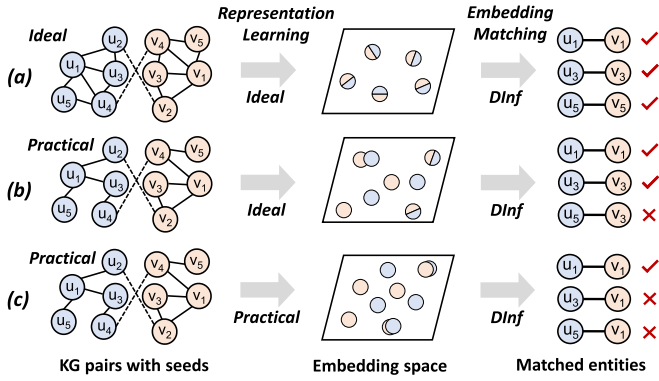 Representation Learning
Embedding Matching
(a)
Ideal
u1 u2 u3 u4 u5
v4 v5 v3 v1 v2
Ideal
DInf
u1 v1
u3 v3
u5 v5
(b)
Practical
u1 u2 u3 u4 u5
v4 v5 v3 v1 v2
Ideal
DInf
u1 v1
u3 v3
u5 v3
(c)
Practical
u1 u2 u3 u4 u5
v4 v5 v3 v1 v2
Practical
DInf
u1 v1
u3 v1
u5 v1
KG pairs with seeds
Embedding space
Matched entities